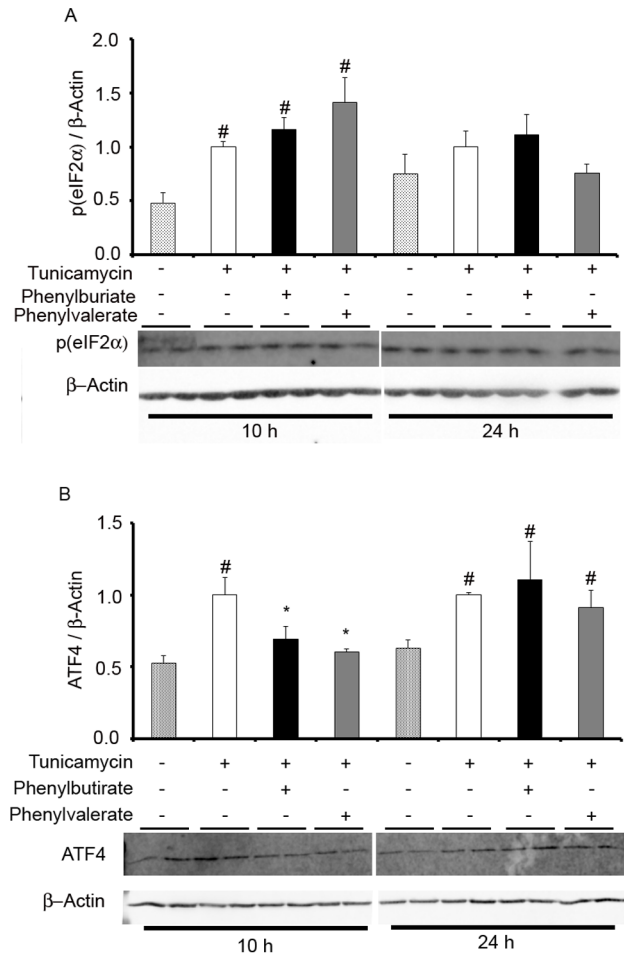 A
p(eIF2α) / β-Actin
2.0
1.5
1.0
0.5
0.0
# # #
Tunicamycin - + + + - + + +
Phenylburiate - - + - - - + -
Phenylvalerate - - - + - - - +
p(eIF2α)
β–Actin
10 h 24 h
B
ATF4 / β-Actin
1.5
1.0
0.5
0.0
# * * # # #
Tunicamycin - + + + - + + +
Phenylbutirate - - + - - - + -
Phenylvalerate - - - + - - - +
ATF4
β–Actin
10 h 24 h